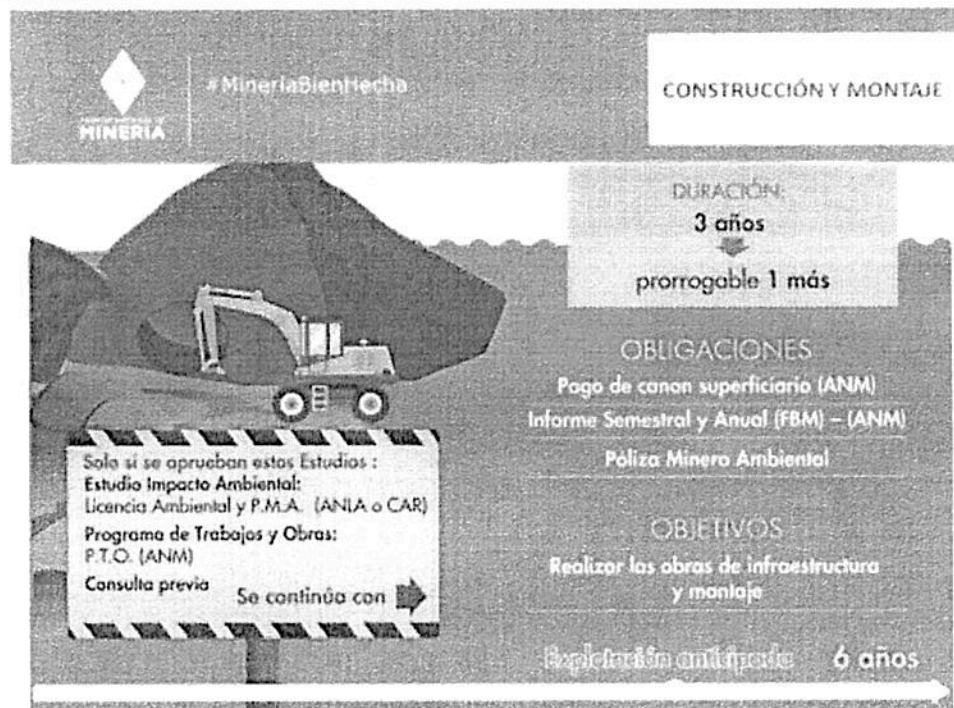 MINERÍA
#MineríaBienHecha
CONSTRUCCIÓN Y MONTAJE
DURACIÓN:
3 años
prorrogable 1 más
OBLIGACIONES
Pago de canon superficiario (ANM)
Informe Semestral y Anual (FBM) – (ANM)
Póliza Minero Ambiental
OBJETIVOS
Realizar las obras de infraestructura
y montaje
Solo si se aprueban estos Estudios :
Estudio Impacto Ambiental:
Licencia Ambiental y P.M.A. (ANLA o CAR)
Programa de Trabajos y Obras:
P.T.O. (ANM)
Consulta previa
Se continúa con
Explotación anticipada 6 años